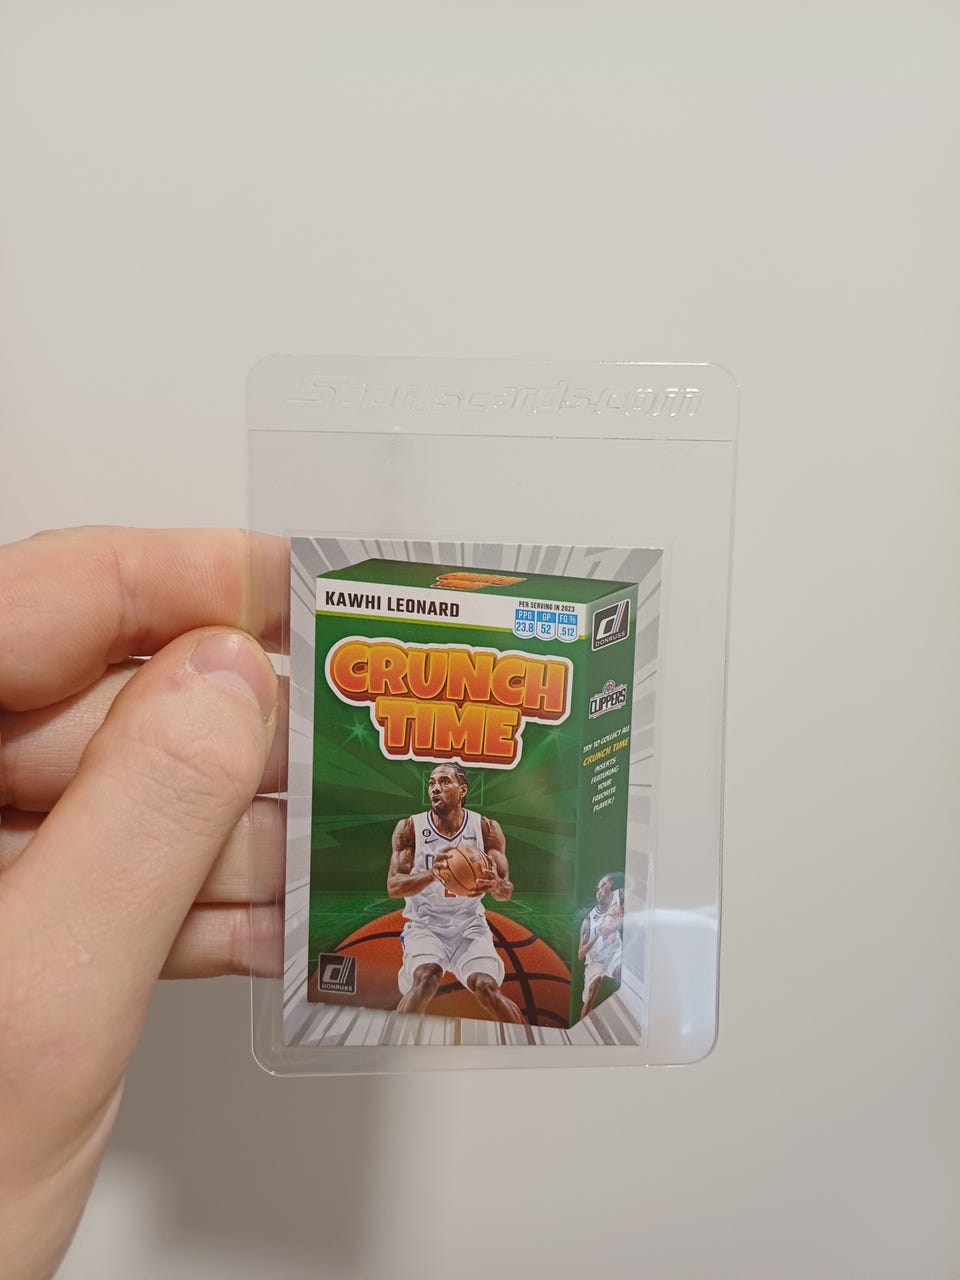 Sportscards.com
KAWHI LEONARD
PER SERVING IN 2023
PPG GP FG%
23.8 52 .512
DONRUSS
CRUNCH
TIME
CLIPPERS
TRY TO COLLECT ALL
CRUNCH TIME
INSERTS
FEATURING
YOUR
FAVORITE
PLAYER!
DONRUSS